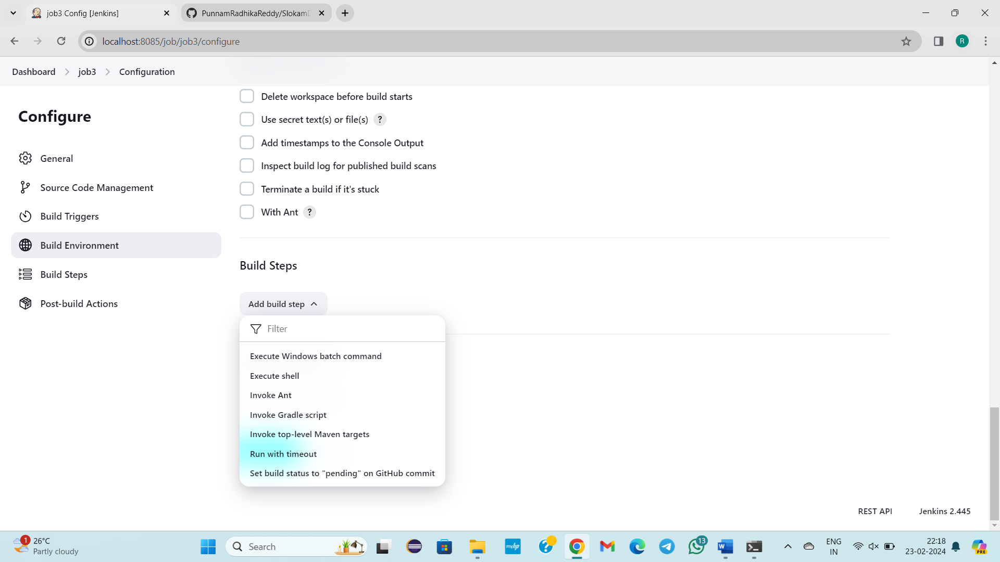 job3 Config [Jenkins]
PunnamRadhikaReddy/SlokamD
localhost:8085/job/job3/configure
R
Dashboard > job3 > Configuration
Configure
General
Source Code Management
Build Triggers
Build Environment
Build Steps
Post-build Actions
Delete workspace before build starts
Use secret text(s) or file(s) ?
Add timestamps to the Console Output
Inspect build log for published build scans
Terminate a build if it's stuck
With Ant ?
Build Steps
Add build step
Filter
Execute Windows batch command
Execute shell
Invoke Ant
Invoke Gradle script
Invoke top-level Maven targets
Run with timeout
Set build status to "pending" on GitHub commit
REST API
Jenkins 2.445
1
26°C
Partly cloudy
Search
myhp
?
13
W
ENG
IN
22:18
23-02-2024
PRE